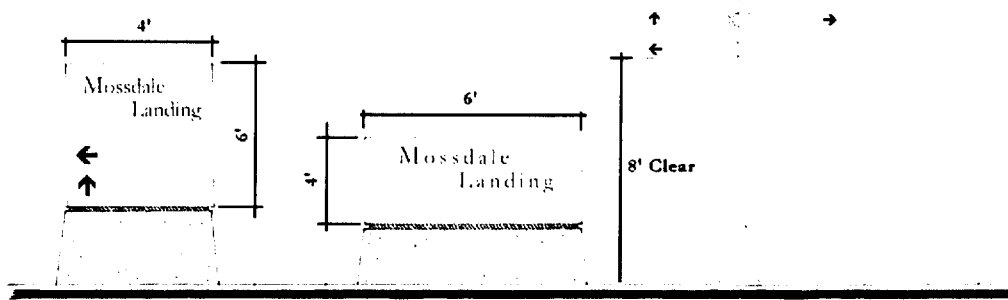 4'
Mossdale
Landing
6'
←
↑
6'
4'
Mossdale
Landing
8' Clear
↑
←
→